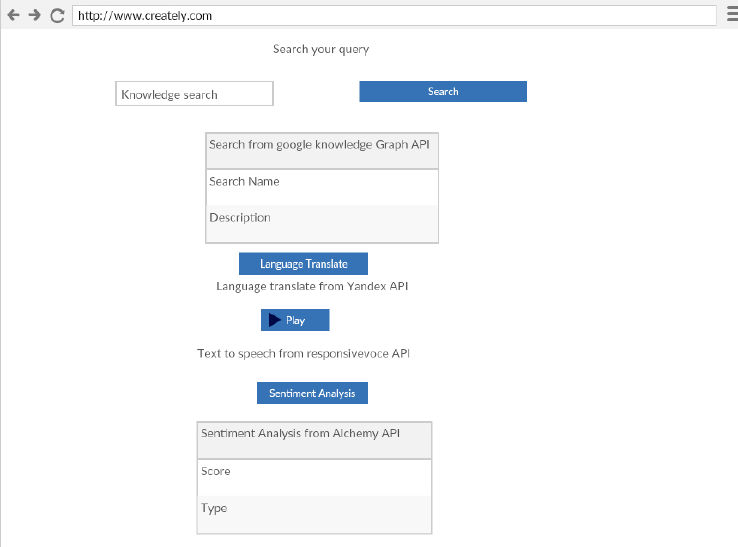 http://www.creately.com
Search your query
Knowledge search
Search
Search from google knowledge Graph API
Search Name
Description
Language Translate
Language translate from Yandex API
Play
Text to speech from responsivevoce API
Sentiment Analysis
Sentiment Analysis from Alchemy API
Score
Type